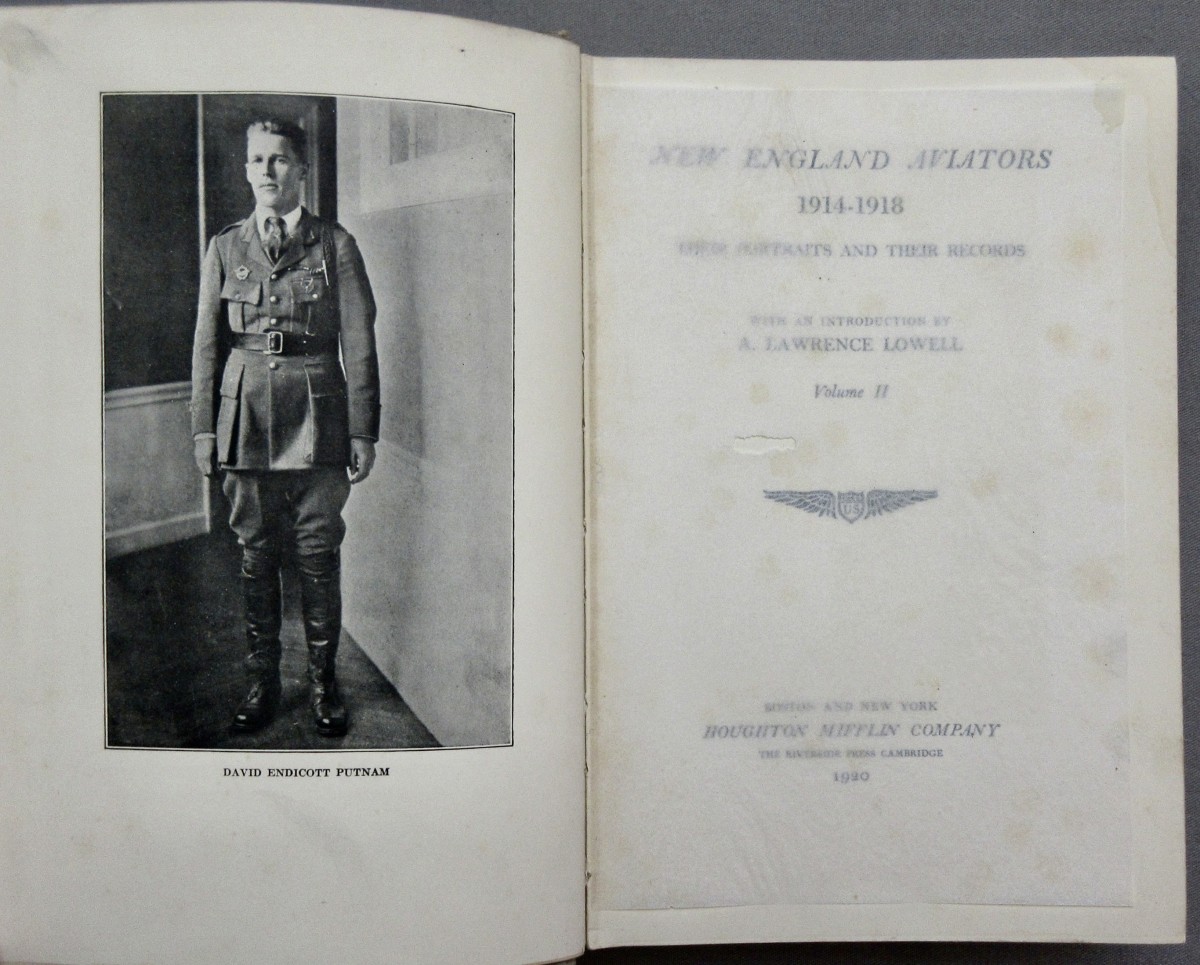 DAVID ENDICOTT PUTNAM
NEW ENGLAND AVIATORS
1914-1918
THEIR PORTRAITS AND THEIR RECORDS
WITH AN INTRODUCTION BY
A. LAWRENCE LOWELL
Volume II
US
BOSTON AND NEW YORK
HOUGHTON MIFFLIN COMPANY
THE RIVERSIDE PRESS CAMBRIDGE
1920